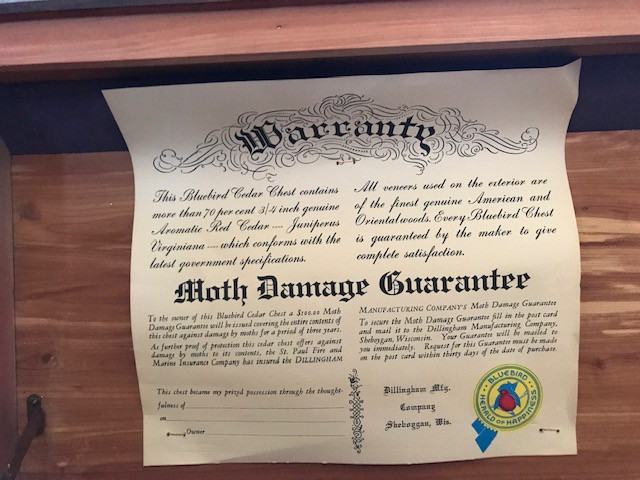 Warranty
This Bluebird Cedar Chest contains
more than 70 per cent 3/4 inch genuine
Aromatic Red Cedar ---- Juniperus
Virginiana ---- which conforms with the
latest government specifications.
All veneers used on the exterior are
of the finest genuine American and
Oriental woods. Every Bluebird Chest
is guaranteed by the maker to give
complete satisfaction.
Moth Damage Guarantee
To the owner of this Bluebird Cedar Chest a $100.00 Moth
Damage Guarantee will be issued covering the entire contents of
this chest against damage by moths for a period of three years.
As further proof of protection this cedar chest offers against
damage by moths to its contents, the St. Paul Fire and
Marine Insurance Company has insured the DILLINGHAM
MANUFACTURING COMPANY'S Moth Damage Guarantee
To secure the Moth Damage Guarantee fill in the post card
and mail it to the Dillingham Manufacturing Company,
Sheboygan, Wisconsin. Your Guarantee will be mailed to
you immediately. Request for this Guarantee must be made
on the post card within thirty days of the date of purchase.
This chest became my prized possession through the thought-
fulness of
on
Owner
Dillingham Mfg.
Company
Sheboygan, Wis.
BLUEBIRD
HERALD OF HAPPINESS